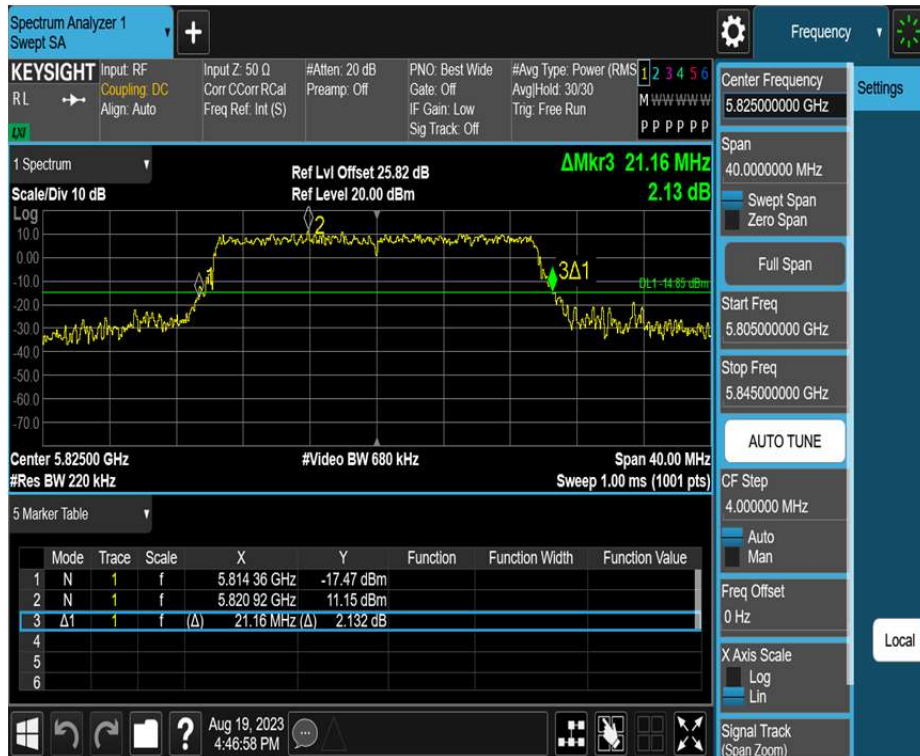 Spectrum Analyzer 1
Swept SA
+
Frequency
KEYSIGHT
RL
LXI
Input: RF
Coupling: DC
Align: Auto
Input Z: 50 Ω
Corr CCorr RCal
Freq Ref: Int (S)
#Atten: 20 dB
Preamp: Off
PNO: Best Wide
Gate: Off
IF Gain: Low
Sig Track: Off
#Avg Type: Power (RMS
Avg|Hold: 30/30
Trig: Free Run
1 2 3 4 5 6
M W W W W W
P P P P P P
1 Spectrum
Scale/Div 10 dB
Ref Lvl Offset 25.82 dB
Ref Level 20.00 dBm
ΔMkr3 21.16 MHz
2.13 dB
Log
10.0
0.00
-10.0
-20.0
-30.0
-40.0
-50.0
-60.0
-70.0
1
2
3Δ1
DL1 -14.85 dBm
Center 5.82500 GHz
#Video BW 680 kHz
Span 40.00 MHz
#Res BW 220 kHz
Sweep 1.00 ms (1001 pts)
5 Marker Table
Mode Trace Scale X Y Function Function Width Function Value
1 N 1 f 5.814 36 GHz -17.47 dBm
2 N 1 f 5.820 92 GHz 11.15 dBm
3 Δ1 1 f (Δ) 21.16 MHz (Δ) 2.132 dB
4
5
6
?
Aug 19, 2023
4:46:58 PM
Center Frequency
5.825000000 GHz
Settings
Span
40.0000000 MHz
Swept Span
Zero Span
Full Span
Start Freq
5.805000000 GHz
Stop Freq
5.845000000 GHz
AUTO TUNE
CF Step
4.000000 MHz
Auto
Man
Freq Offset
0 Hz
Local
X Axis Scale
Log
Lin
Signal Track
(Span Zoom)